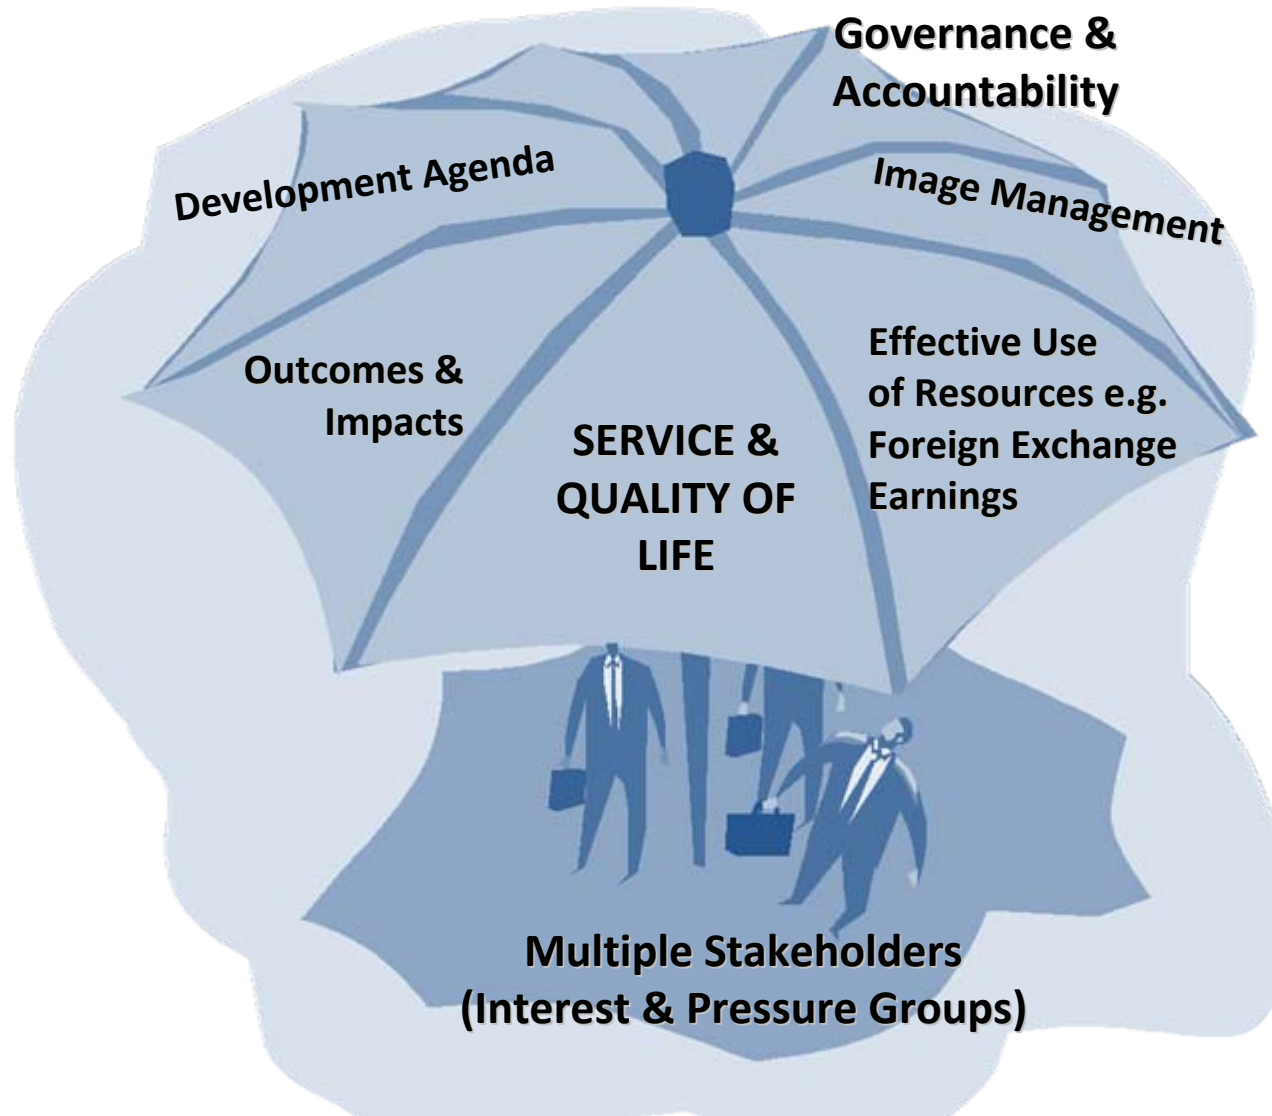 Governance &
Accountability
Development Agenda
Image Management
Outcomes &
Impacts
Effective Use
of Resources e.g.
Foreign Exchange
Earnings
SERVICE &
QUALITY OF
LIFE
Multiple Stakeholders
(Interest & Pressure Groups)